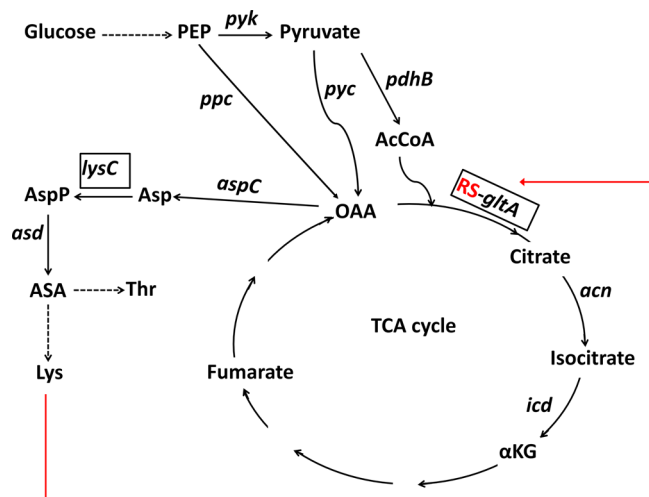 Glucose
PEP
pyk
Pyruvate
ppc
pyc
pdhB
AcCoA
lysC
AspP
Asp
aspC
OAA
RS-gltA
asd
Citrate
ASA
Thr
acn
TCA cycle
Isocitrate
Lys
Fumarate
icd
αKG